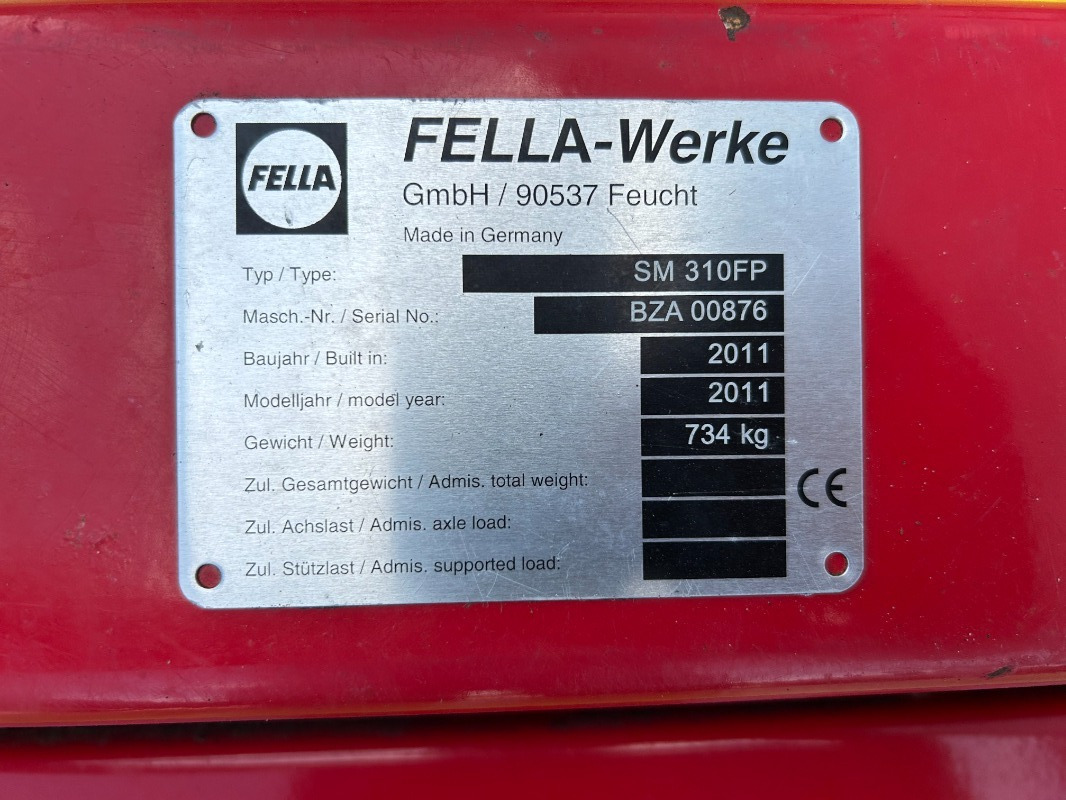 FELLA
FELLA-Werke
GmbH / 90537 Feucht
Made in Germany
Typ / Type: SM 310FP
Masch.-Nr. / Serial No.: BZA 00876
Baujahr / Built in: 2011
Modelljahr / model year: 2011
Gewicht / Weight: 734 kg
Zul. Gesamtgewicht / Admis. total weight:
CE
Zul. Achslast / Admis. axle load:
Zul. Stützlast / Admis. supported load: